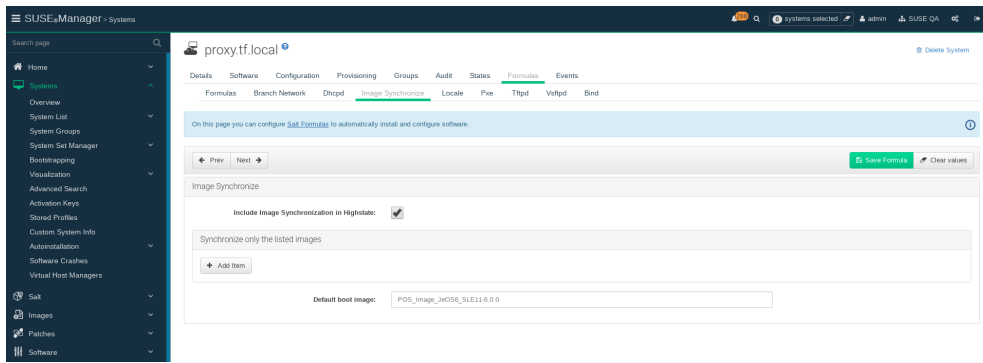 SUSE Manager > Systems
0 systems selected
admin
SUSE QA
Search page
Home
Systems
Overview
System List
System Groups
System Set Manager
Bootstrapping
Visualization
Advanced Search
Activation Keys
Stored Profiles
Custom System Info
Autoinstallation
Software Crashes
Virtual Host Managers
Salt
Images
Patches
Software
proxy.tf.local ?
Delete System
Details Software Configuration Provisioning Groups Audit States Formulas Events
Formulas Branch Network Dhcpd Image Synchronize Locale Pxe Tftpd Vsftpd Bind
On this page you can configure Salt Formulas to automatically install and configure software.
Prev Next
Save Formula Clear values
Image Synchronize
Include Image Synchronization in Highstate:
Synchronize only the listed images
+ Add Item
Default boot image: POS_Image_JeOS6_SLE11-6.0.0